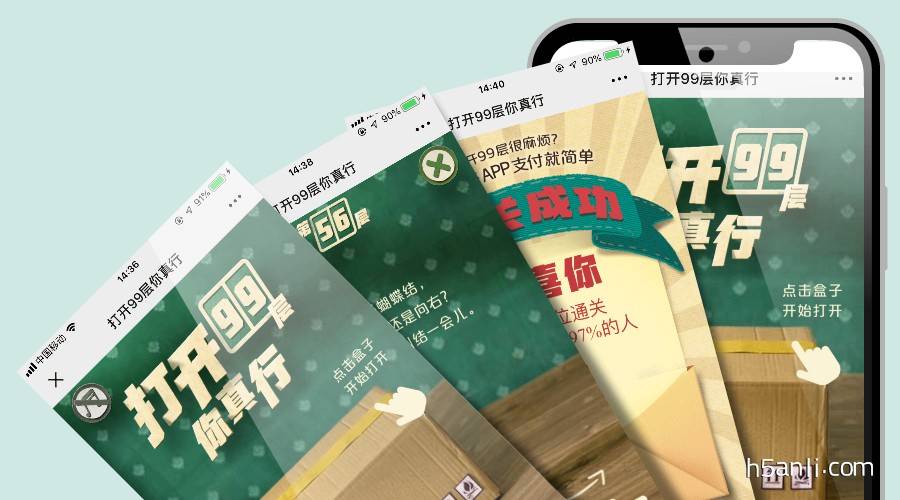 中国移动
14:36
91%
打开99层你真行
打开99层
你真行
点击盒子
开始打开
14:38
90%
打开99层你真行
第56层
蝴蝶结，
还是向右？
结一会儿。
14:40
90%
打开99层你真行
开99层很麻烦？
APP支付就简单
关成功
喜你
位通关
97%的人
打开99层你真行
开99层
真行
点击盒子
开始打开
h5anli.com